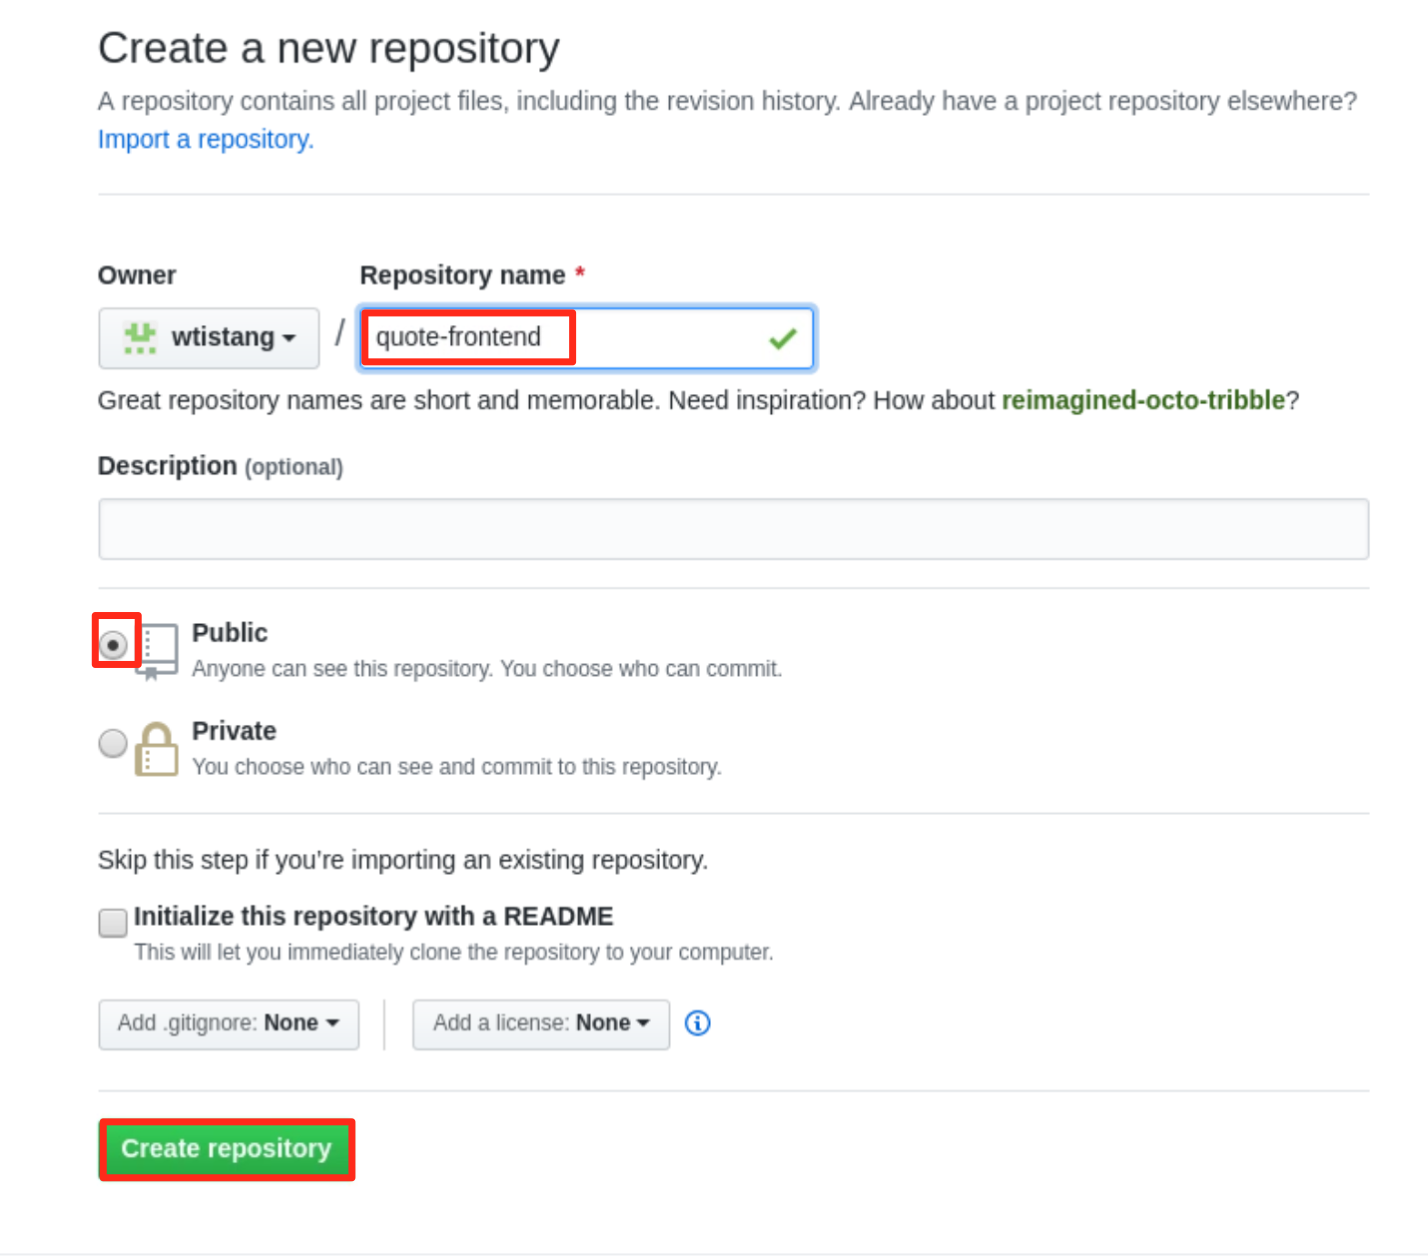 Create a new repository
A repository contains all project files, including the revision history. Already have a project repository elsewhere?
Import a repository.
Owner
Repository name *
wtistang
/
quote-frontend
Great repository names are short and memorable. Need inspiration? How about reimagined-octo-tribble?
Description (optional)
Public
Anyone can see this repository. You choose who can commit.
Private
You choose who can see and commit to this repository.
Skip this step if you’re importing an existing repository.
Initialize this repository with a README
This will let you immediately clone the repository to your computer.
Add .gitignore: None
Add a license: None
Create repository